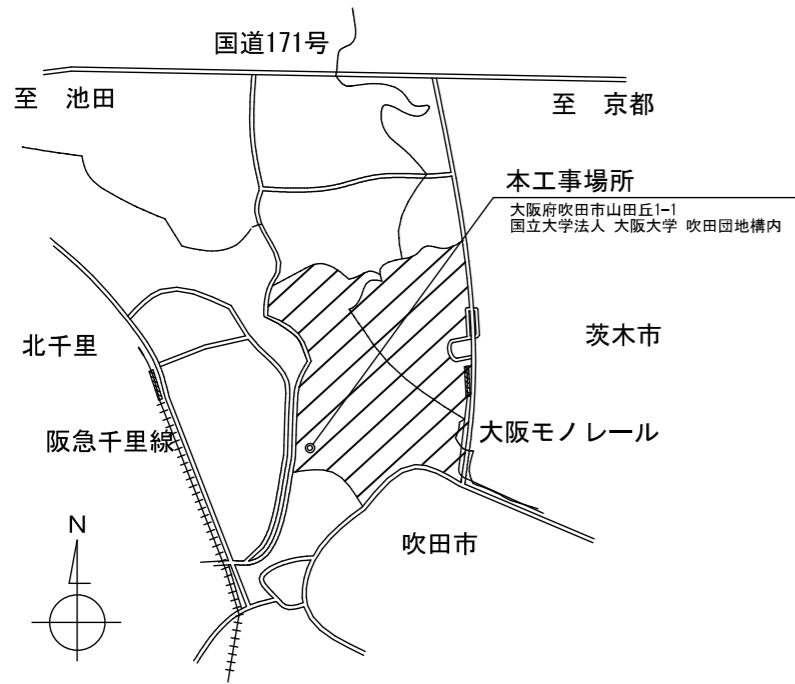 国道171号
至　池田
至　京都
本工事場所
大阪府吹田市山田丘1-1
国立大学法人 大阪大学 吹田団地構内
北千里
茨木市
阪急千里線
大阪モノレール
吹田市
N